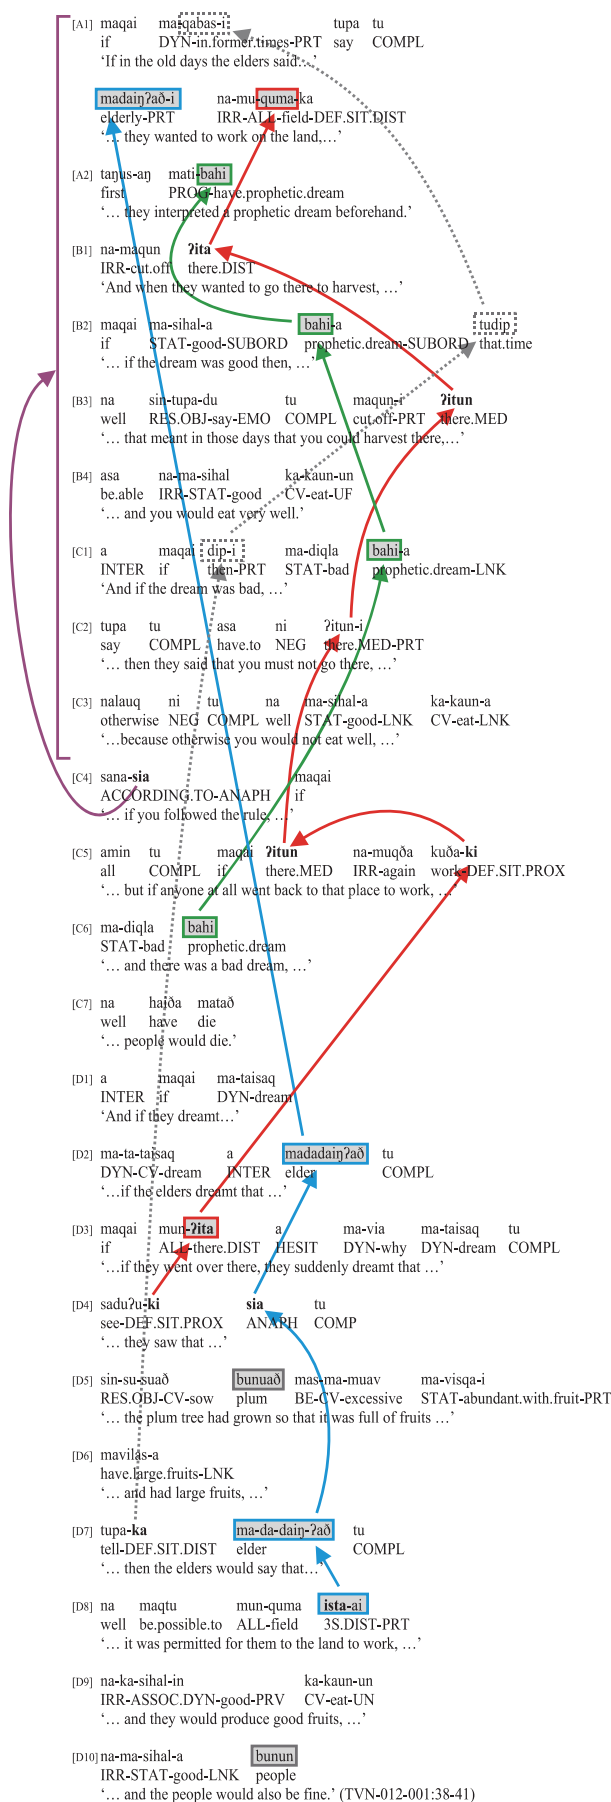 [A1] maqai ma-qabas-i tupa tu
if DYN-in.former.times-PRT say COMPL
‘If in the old days the elders said…’
madaiŋʔað-i na-mu-quma-ka
elderly-PRT IRR-ALL-field-DEF.SIT.DIST
‘… they wanted to work on the land,…’
[A2] taŋus-aŋ mati-bahi
first PROG-have.prophetic.dream
‘… they interpreted a prophetic dream beforehand.’
[B1] na-maqun ʔita
IRR-cut.off there.DIST
‘And when they wanted to go there to harvest, …’
[B2] maqai ma-sihal-a bahi-a tudip
if STAT-good-SUBORD prophetic.dream-SUBORD that.time
‘… if the dream was good then, …’
[B3] na sin-tupa-du tu maqun-i ʔitun
well RES.OBJ-say-EMO COMPL cut.off-PRT there.MED
‘… that meant in those days that you could harvest there,…’
[B4] asa na-ma-sihal ka-kaun-un
be.able IRR-STAT-good CV-eat-UF
‘… and you would eat very well.’
[C1] a maqai dip-i ma-diqla bahi-a
INTER if then-PRT STAT-bad prophetic.dream-LNK
‘And if the dream was bad, …’
[C2] tupa tu asa ni ʔitun-i
say COMPL have.to NEG there.MED-PRT
‘… then they said that you must not go there, …’
[C3] nalauq ni tu na ma-sihal-a ka-kaun-a
otherwise NEG COMPL well STAT-good-LNK CV-eat-LNK
‘…because otherwise you would not eat well, …’
[C4] sana-sia maqai
ACCORDING.TO-ANAPH if
‘… if you followed the rule, …’
[C5] amin tu maqai ʔitun na-muqða kuða-ki
all COMPL if there.MED IRR-again work-DEF.SIT.PROX
‘… but if anyone at all went back to that place to work, …’
[C6] ma-diqla bahi
STAT-bad prophetic.dream
‘… and there was a bad dream, …’
[C7] na haiða matað
well have die
‘… people would die.’
[D1] a maqai ma-taisaq
INTER if DYN-dream
‘And if they dreamt…’
[D2] ma-ta-taisaq a madadaiŋʔað tu
DYN-CV-dream INTER elder COMPL
‘…if the elders dreamt that …’
[D3] maqai mun-ʔita a ma-via ma-taisaq tu
if ALL-there.DIST HESIT DYN-why DYN-dream COMPL
‘…if they went over there, they suddenly dreamt that …’
[D4] saduʔu-ki sia tu
see-DEF.SIT.PROX ANAPH COMP
‘… they saw that …’
[D5] sin-su-suað bunuað mas-ma-muav ma-visqa-i
RES.OBJ-CV-sow plum BE-CV-excessive STAT-abundant.with.fruit-PRT
‘… the plum tree had grown so that it was full of fruits …’
[D6] mavilas-a
have.large.fruits-LNK
‘… and had large fruits, …’
[D7] tupa-ka ma-da-daiŋ-ʔað tu
tell-DEF.SIT.DIST elder COMPL
‘… then the elders would say that…’
[D8] na maqtu mun-quma ista-ai
well be.possible.to ALL-field 3S.DIST-PRT
‘… it was permitted for them to the land to work, …’
[D9] na-ka-sihal-in ka-kaun-un
IRR-ASSOC.DYN-good-PRV CV-eat-UN
‘… and they would produce good fruits, …’
[D10] na-ma-sihal-a bunun
IRR-STAT-good-LNK people
‘… and the people would also be fine.’ (TVN-012-001:38-41)